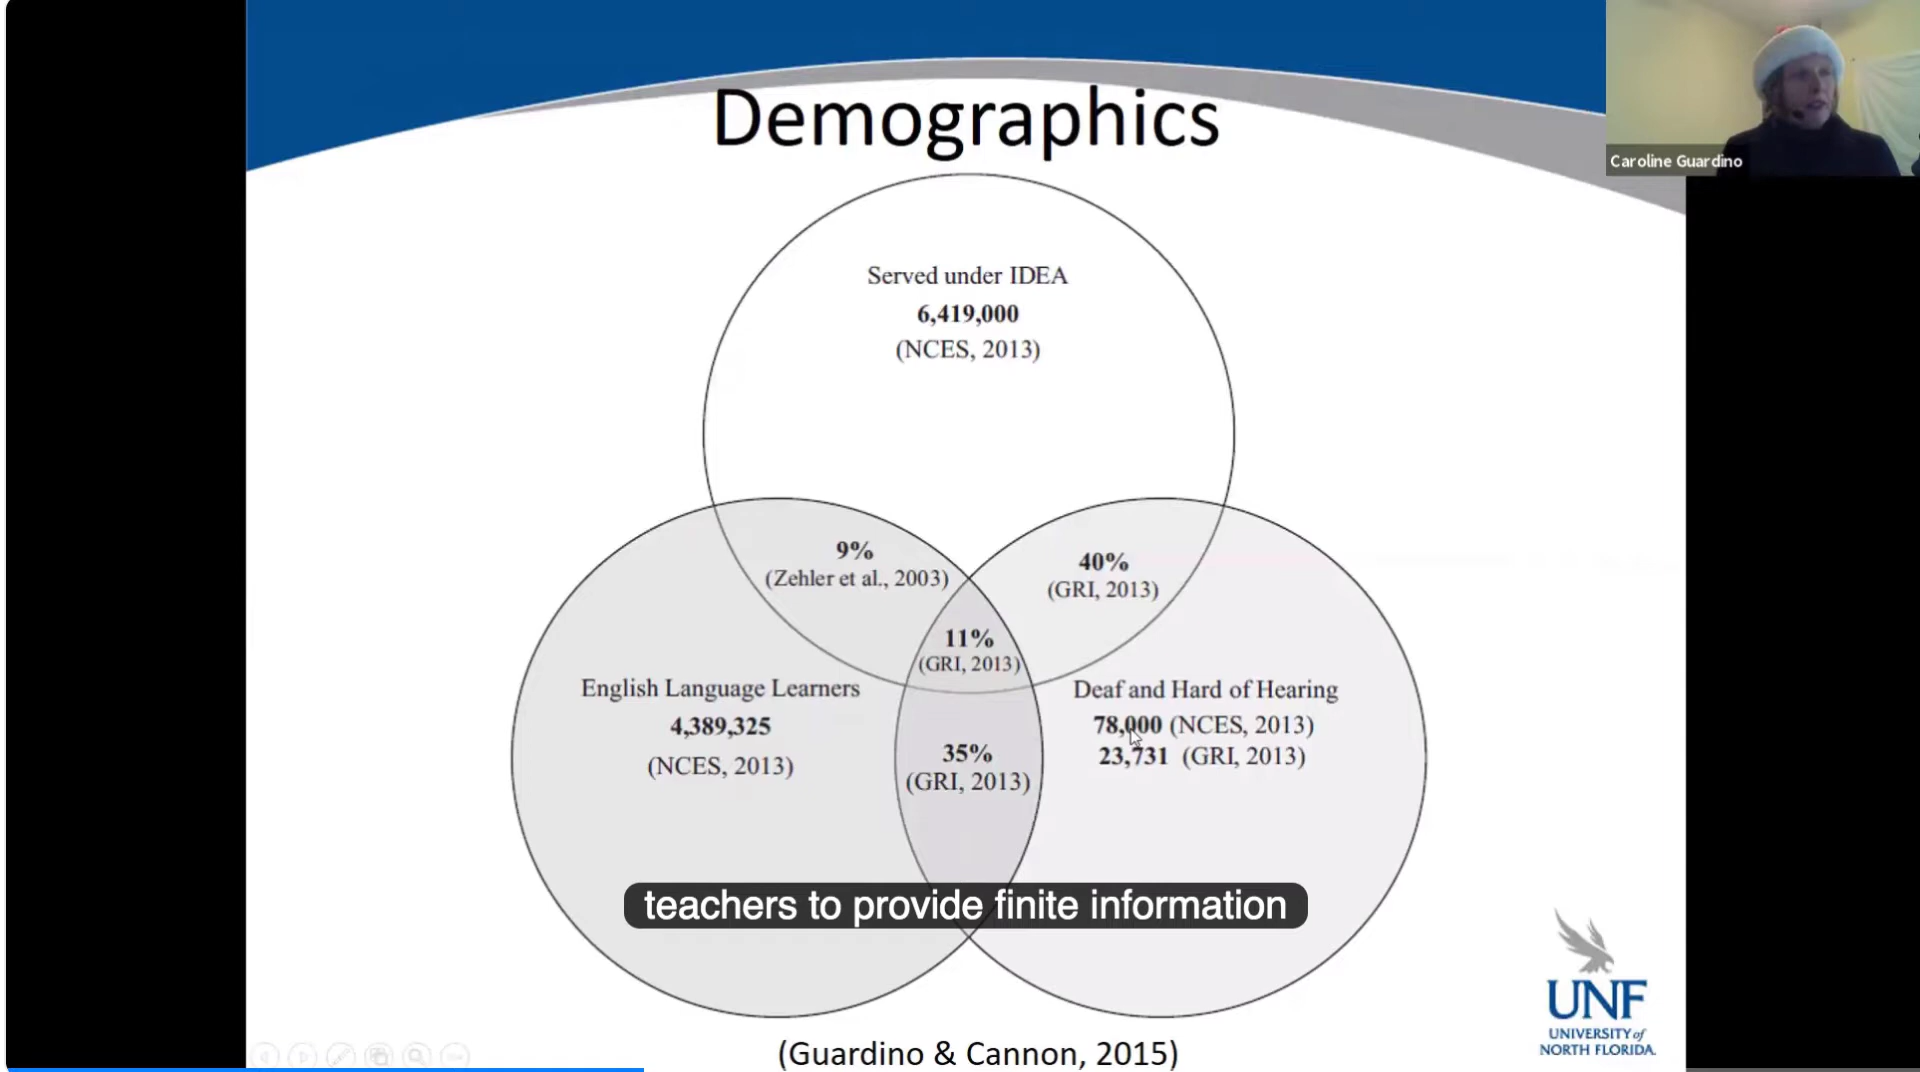 Demographics
Caroline Guardino
Served under IDEA
6,419,000
(NCES, 2013)
9%
(Zehler et al., 2003)
40%
(GRI, 2013)
11%
(GRI, 2013)
English Language Learners
4,389,325
(NCES, 2013)
Deaf and Hard of Hearing
78,000 (NCES, 2013)
23,731 (GRI, 2013)
35%
(GRI, 2013)
teachers to provide finite information
UNF
UNIVERSITY of
NORTH FLORIDA.
(Guardino & Cannon, 2015)